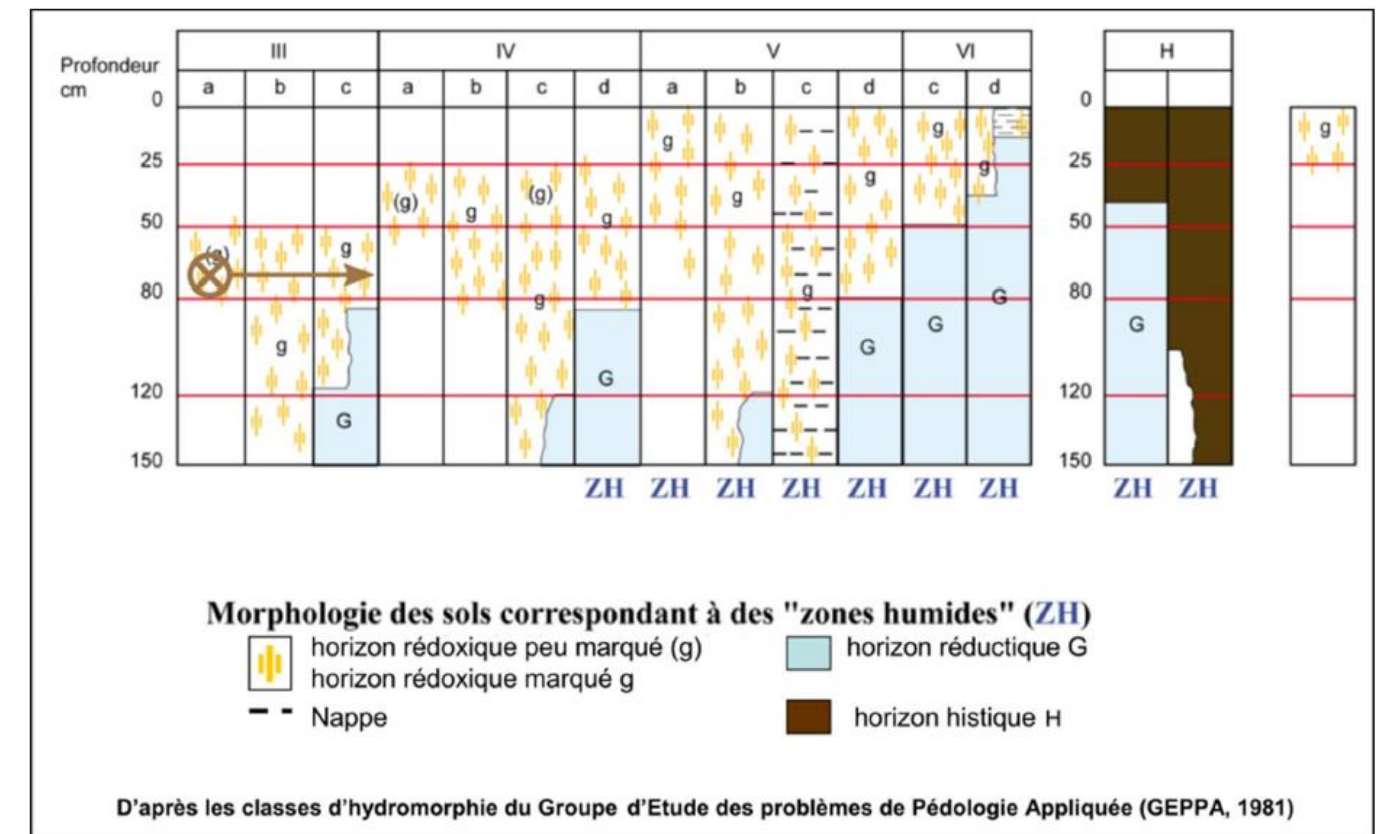 III IV V VI H
Profondeur
cm
a b c a b c d a b c d c d
0 0
g g g
25 25
g
(g) g (g) g g g
50 50
(g) g
80 80
g g G
g G G G
G
120 120
G
150 150
ZH ZH ZH ZH ZH ZH ZH ZH ZH
Morphologie des sols correspondant à des "zones humides" (ZH)
horizon rédoxique peu marqué (g)
horizon rédoxique marqué g
horizon réductique G
Nappe
horizon histique H
D'après les classes d'hydromorphie du Groupe d'Etude des problèmes de Pédologie Appliquée (GEPPA, 1981)